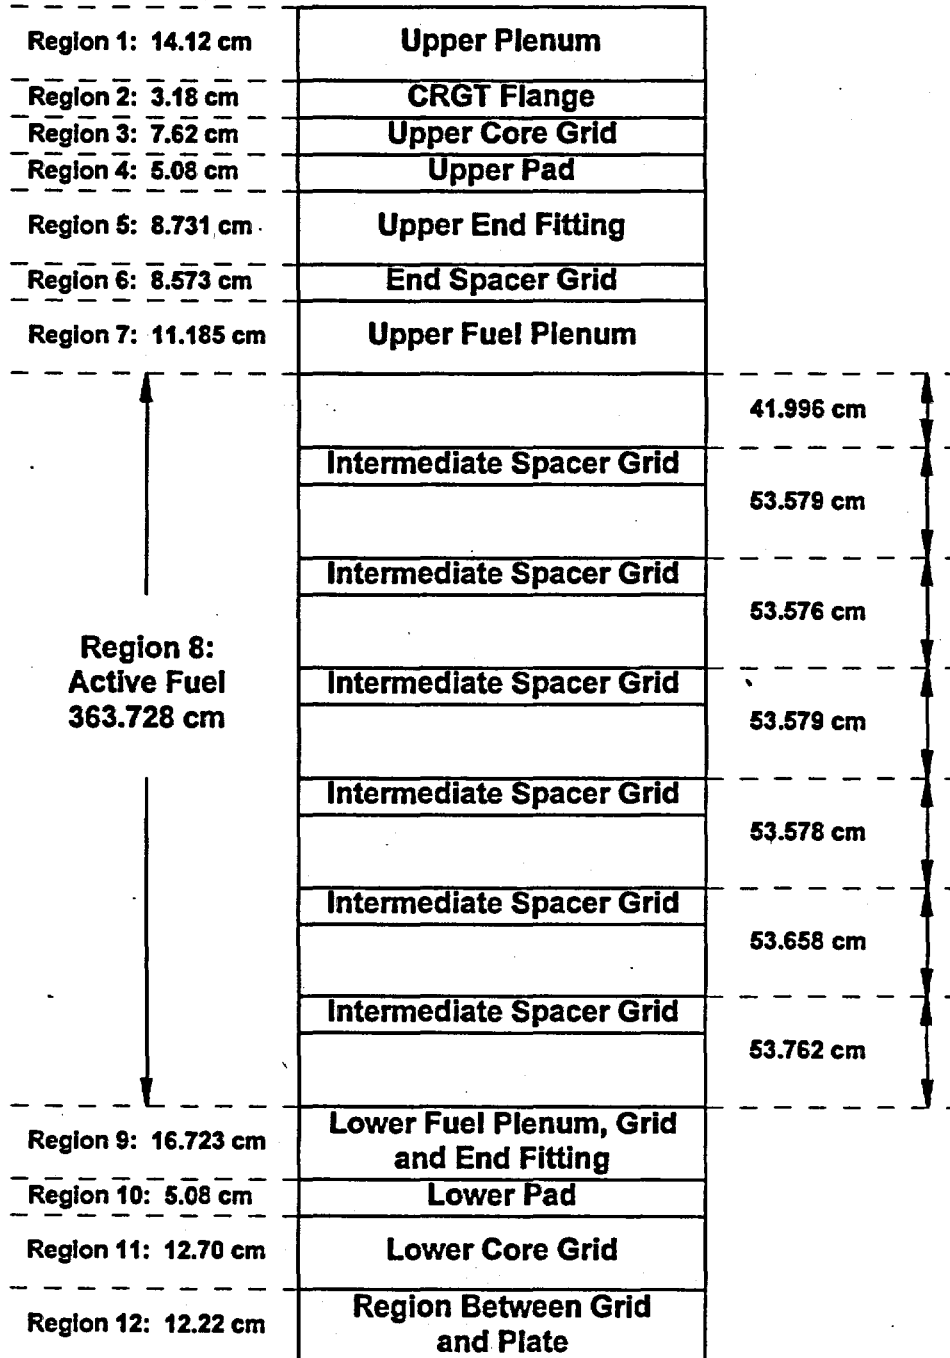 Region 1: 14.12 cm
Upper Plenum
Region 2: 3.18 cm
CRGT Flange
Region 3: 7.62 cm
Upper Core Grid
Region 4: 5.08 cm
Upper Pad
Region 5: 8.731 cm
Upper End Fitting
Region 6: 8.573 cm
End Spacer Grid
Region 7: 11.185 cm
Upper Fuel Plenum
41.996 cm
Intermediate Spacer Grid
53.579 cm
Intermediate Spacer Grid
53.576 cm
Region 8:
Active Fuel
363.728 cm
Intermediate Spacer Grid
53.579 cm
Intermediate Spacer Grid
53.578 cm
Intermediate Spacer Grid
53.658 cm
Intermediate Spacer Grid
53.762 cm
Region 9: 16.723 cm
Lower Fuel Plenum, Grid
and End Fitting
Region 10: 5.08 cm
Lower Pad
Region 11: 12.70 cm
Lower Core Grid
Region 12: 12.22 cm
Region Between Grid
and Plate